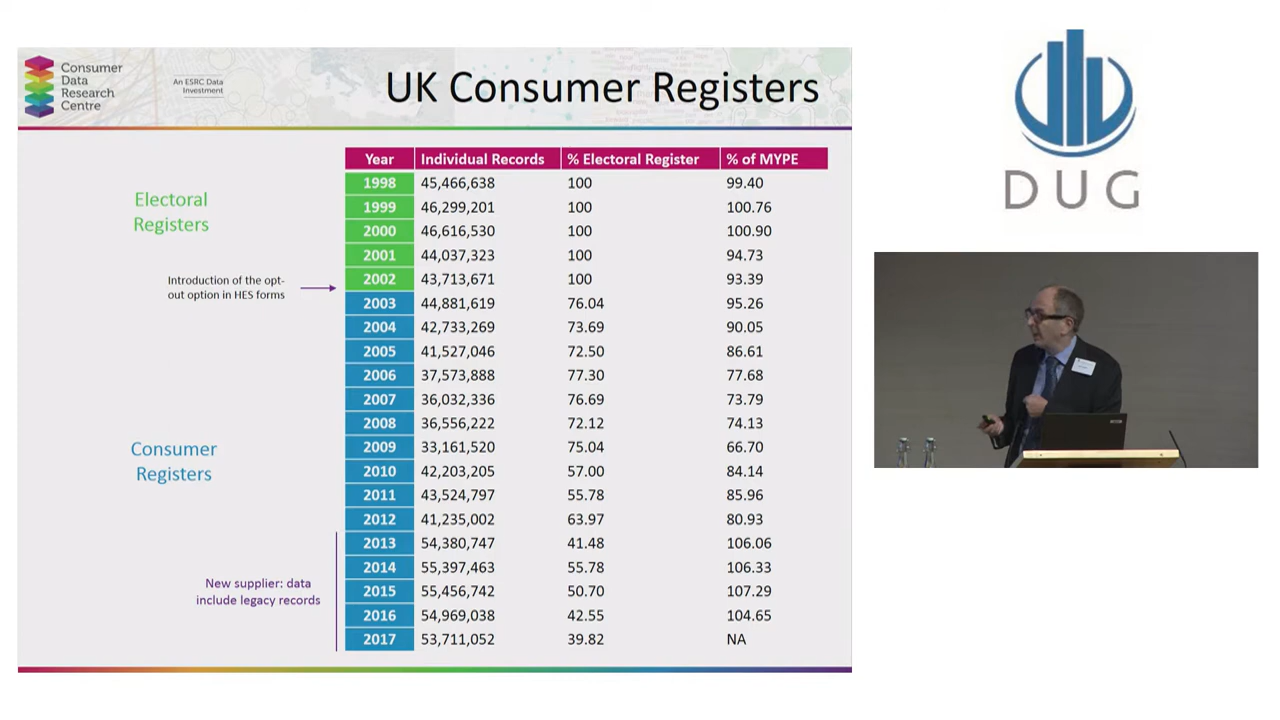 Consumer
Data
Research
Centre
An ESRC Data
Investment
UK Consumer Registers
Year Individual Records % Electoral Register % of MYPE
1998 45,466,638 100 99.40
1999 46,299,201 100 100.76
2000 46,616,530 100 100.90
2001 44,037,323 100 94.73
2002 43,713,671 100 93.39
2003 44,881,619 76.04 95.26
2004 42,733,269 73.69 90.05
2005 41,527,046 72.50 86.61
2006 37,573,888 77.30 77.68
2007 36,032,336 76.69 73.79
2008 36,556,222 72.12 74.13
2009 33,161,520 75.04 66.70
2010 42,203,205 57.00 84.14
2011 43,524,797 55.78 85.96
2012 41,235,002 63.97 80.93
2013 54,380,747 41.48 106.06
2014 55,397,463 55.78 106.33
2015 55,456,742 50.70 107.29
2016 54,969,038 42.55 104.65
2017 53,711,052 39.82 NA
Electoral
Registers
Introduction of the opt-
out option in HES forms
Consumer
Registers
New supplier: data
include legacy records
DUG